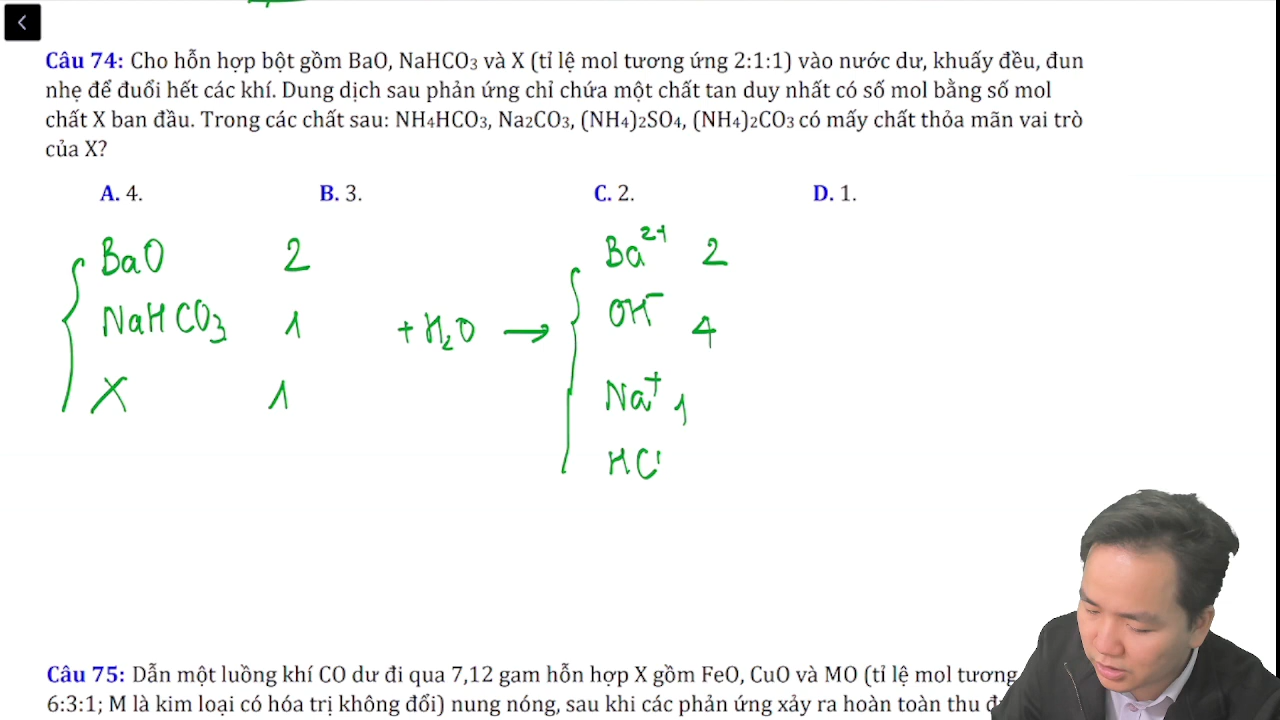 Câu 74: Cho hỗn hợp bột gồm BaO, NaHCO₃ và X (tỉ lệ mol tương ứng 2:1:1) vào nước dư, khuấy đều, đun
nhẹ để đuổi hết các khí. Dung dịch sau phản ứng chỉ chứa một chất tan duy nhất có số mol bằng số mol
chất X ban đầu. Trong các chất sau: NH₄HCO₃, Na₂CO₃, (NH₄)₂SO₄, (NH₄)₂CO₃ có mấy chất thỏa mãn vai trò
của X?
A. 4. B. 3. C. 2. D. 1.
BaO 2
NaHCO₃ 1
X 1
+ H₂O →
Ba²⁺ 2
OH⁻ 4
Na⁺ 1
HC
Câu 75: Dẫn một luồng khí CO dư đi qua 7,12 gam hỗn hợp X gồm FeO, CuO và MO (tỉ lệ mol tương
6:3:1; M là kim loại có hóa trị không đổi) nung nóng, sau khi các phản ứng xảy ra hoàn toàn thu